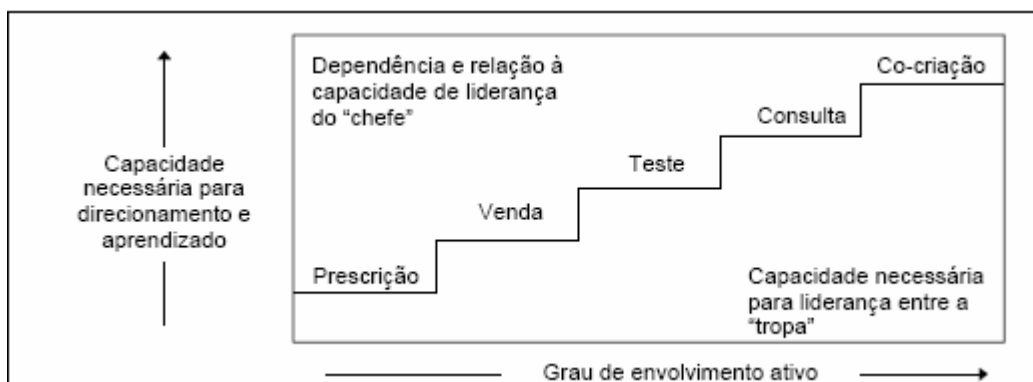 Dependência e relação à
capacidade de liderança
do “chefe”
Co-criação
Consulta
Teste
Venda
Prescrição
Capacidade
necessária para
direcionamento e
aprendizado
Capacidade necessária
para liderança entre a
“tropa”
Grau de envolvimento ativo